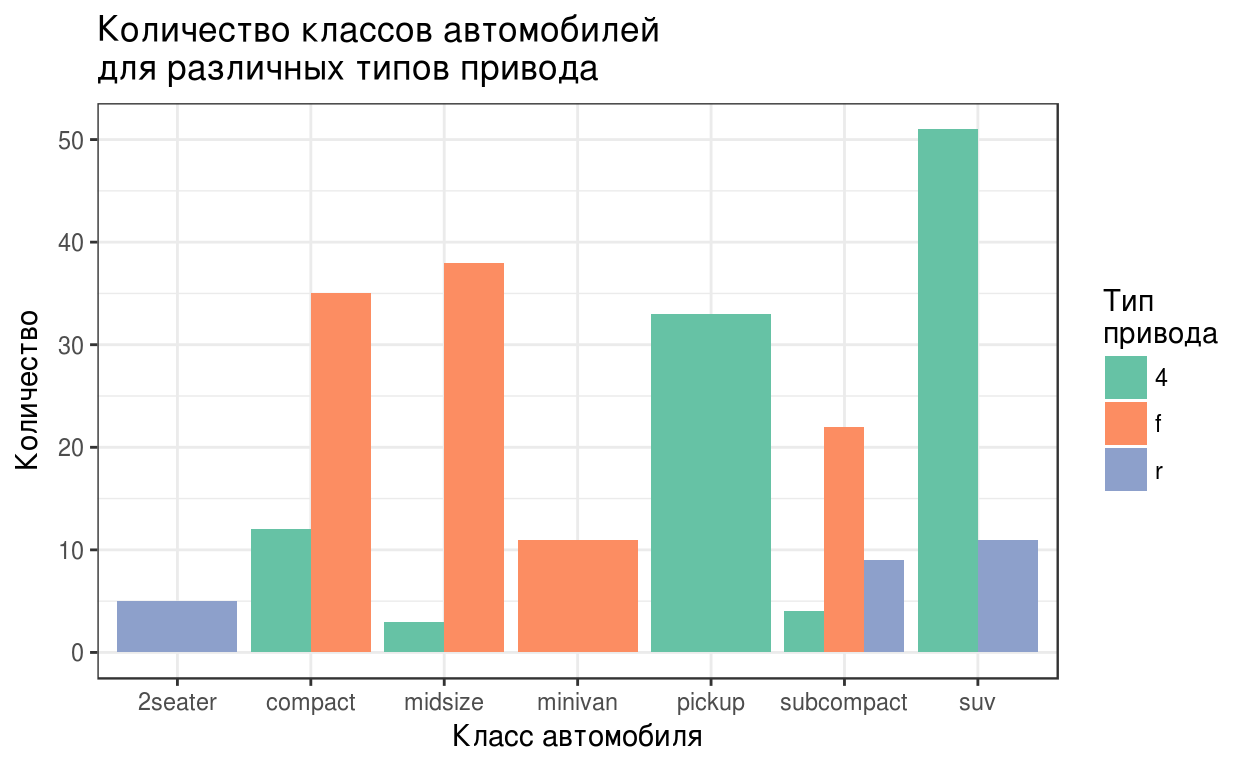 Количество классов автомобилей
для различных типов привода
Количество
50
40
30
20
10
0
2seater compact midsize minivan pickup subcompact suv
Класс автомобиля
Тип
привода
4
f
r